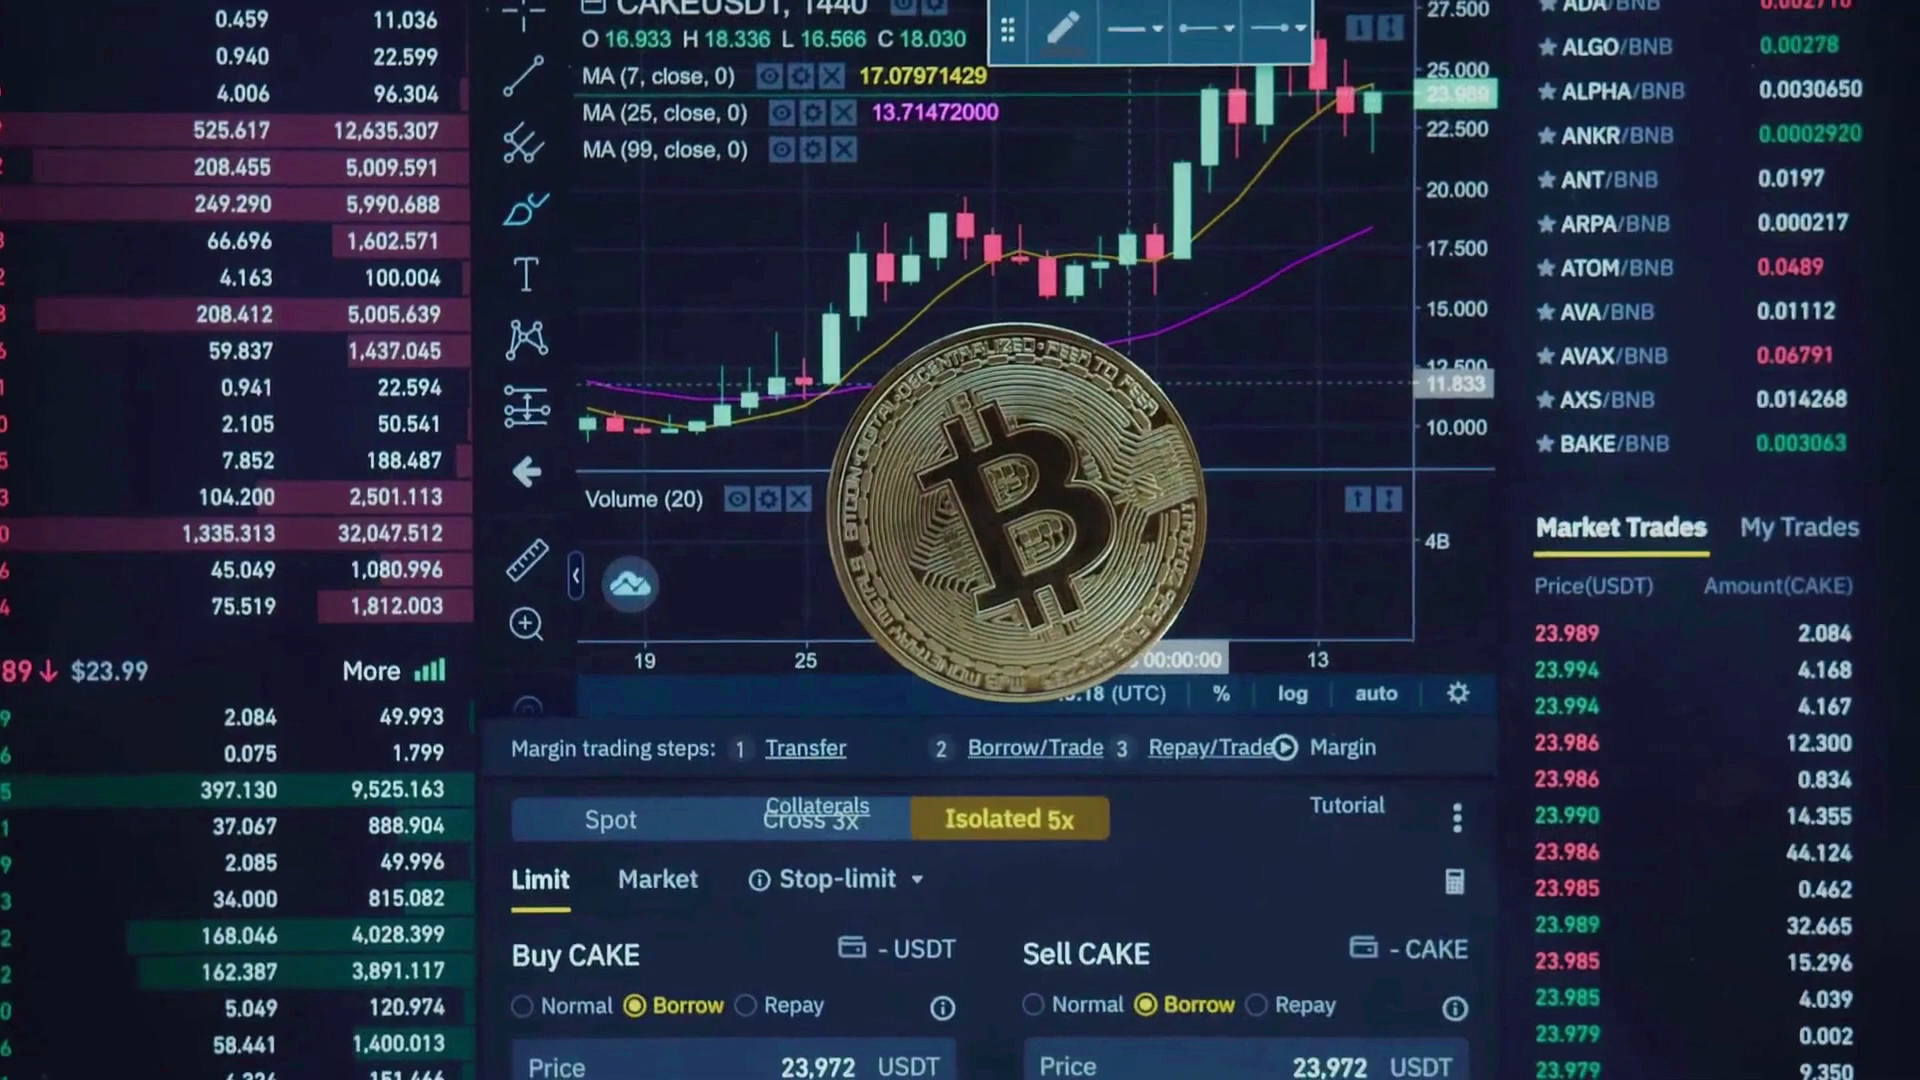 0.459 11.036
0.940 22.599
4.006 96.304
525.617 12,635.307
208.455 5,009.591
249.290 5,990.688
66.696 1,602.571
4.163 100.004
208.412 5,005.639
59.837 1,437.045
0.941 22.594
2.105 50.541
7.852 188.487
104.200 2,501.113
1,335.313 32,047.512
45.049 1,080.996
75.519 1,812.003
89 ↓ $23.99 More
2.084 49.993
0.075 1.799
397.130 9,525.163
37.067 888.904
2.085 49.996
34.000 815.082
168.046 4,028.399
162.387 3,891.117
5.049 120.974
58.441 1,400.013
CAKEUSDT, 1440
O 16.933 H 18.336 L 16.566 C 18.030
MA (7, close, 0) 17.07971429
MA (25, close, 0) 13.71472000
MA (99, close, 0)
27.500
25.000
23.989
22.500
20.000
17.500
15.000
12.500
11.833
10.000
Volume (20)
4B
19 25 00:00:00 13
(UTC) % log auto
BITCOIN·DIGITAL·DECENTRALIZED·PEER TO PEER
B
Margin trading steps: 1 Transfer 2 Borrow/Trade 3 Repay/Trade Margin
Collaterals Tutorial
Spot Cross 3x Isolated 5x
Limit Market Stop-limit
Buy CAKE - USDT Sell CAKE - CAKE
Normal Borrow Repay Normal Borrow Repay
Price 23,972 USDT Price 23,972 USDT
ADA/BNB
ALGO/BNB 0.00278
ALPHA/BNB 0.0030650
ANKR/BNB 0.0002920
ANT/BNB 0.0197
ARPA/BNB 0.000217
ATOM/BNB 0.0489
AVA/BNB 0.01112
AVAX/BNB 0.06791
AXS/BNB 0.014268
BAKE/BNB 0.003063
Market Trades My Trades
Price(USDT) Amount(CAKE)
23.989 2.084
23.994 4.168
23.994 4.167
23.986 12.300
23.986 0.834
23.990 14.355
23.986 44.124
23.985 0.462
23.989 32.665
23.985 15.296
23.985 4.039
23.979 0.002
23.979 9.350